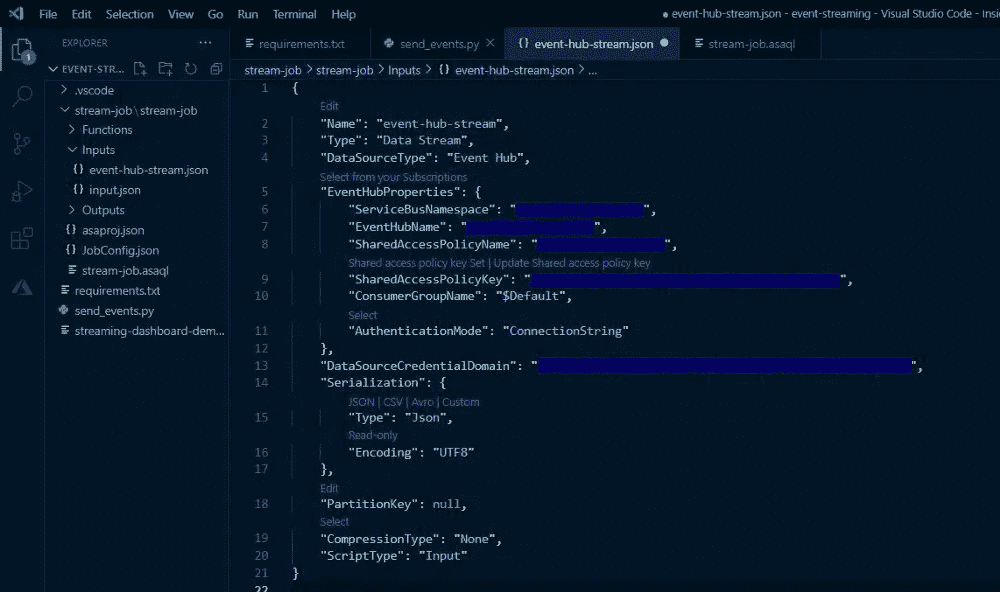 File Edit Selection View Go Run Terminal Help ● event-hub-stream.json - event-streaming - Visual Studio Code - Insi
EXPLORER ··· requirements.txt send_events.py × {} event-hub-stream.json ● stream-job.asaql
EVENT-STR... stream-job > stream-job > Inputs > {} event-hub-stream.json > ...
1
> .vscode
stream-job\stream-job
> Functions
Inputs
{} event-hub-stream.json
{} input.json
> Outputs
{} asaproj.json
{} JobConfig.json
stream-job.asaql
requirements.txt
send_events.py
streaming-dashboard-dem...
1 {
Edit
2 "Name": "event-hub-stream",
3 "Type": "Data Stream",
4 "DataSourceType": "Event Hub",
Select from your Subscriptions
5 "EventHubProperties": {
6 "ServiceBusNamespace": " ",
7 "EventHubName": " ",
8 "SharedAccessPolicyName": " ",
Shared access policy key Set | Update Shared access policy key
9 "SharedAccessPolicyKey": " ",
10 "ConsumerGroupName": "$Default",
Select
11 "AuthenticationMode": "ConnectionString"
12 },
13 "DataSourceCredentialDomain": " ",
14 "Serialization": {
JSON | CSV | Avro | Custom
15 "Type": "Json",
Read-only
16 "Encoding": "UTF8"
17 },
Edit
18 "PartitionKey": null,
Select
19 "CompressionType": "None",
20 "ScriptType": "Input"
21 }
22